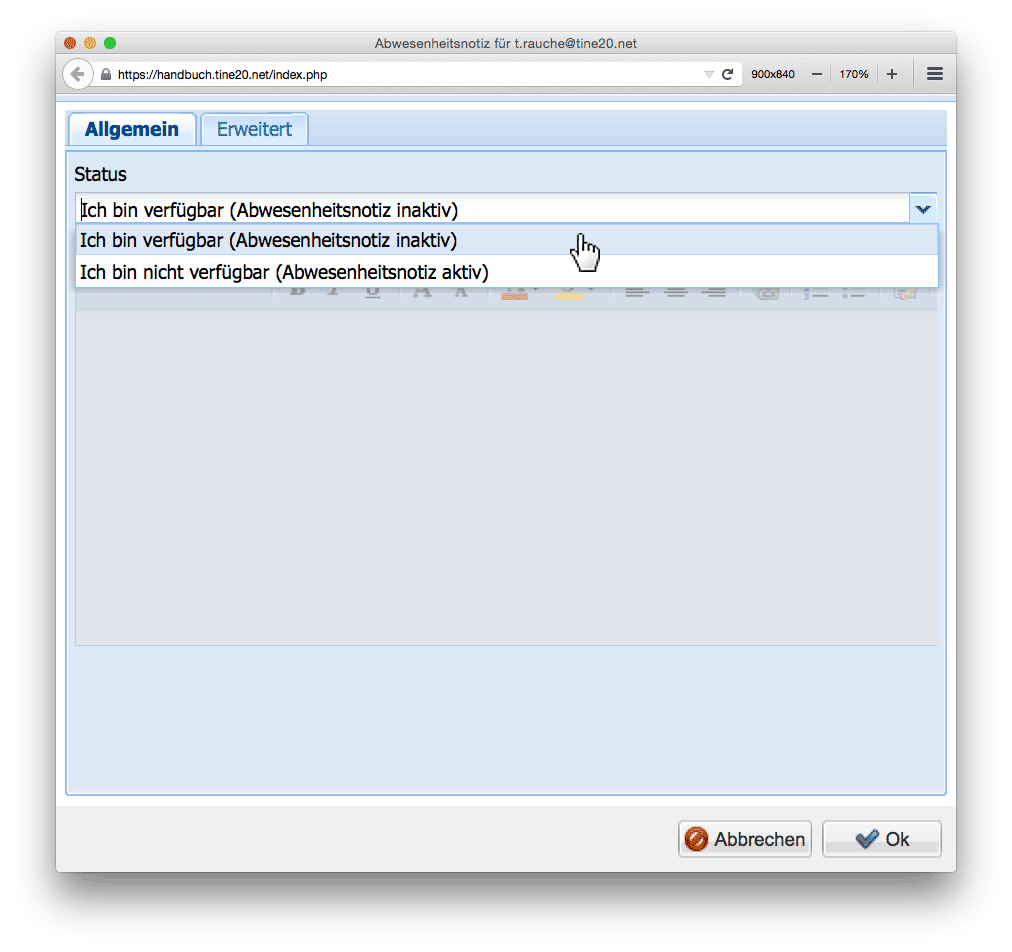 Abwesenheitsnotiz für t.rauche@tine20.net
https://handbuch.tine20.net/index.php 900x840 — 170% +
Allgemein Erweitert
Status
Ich bin verfügbar (Abwesenheitsnotiz inaktiv)
Ich bin verfügbar (Abwesenheitsnotiz inaktiv)
Ich bin nicht verfügbar (Abwesenheitsnotiz aktiv)
Abbrechen Ok